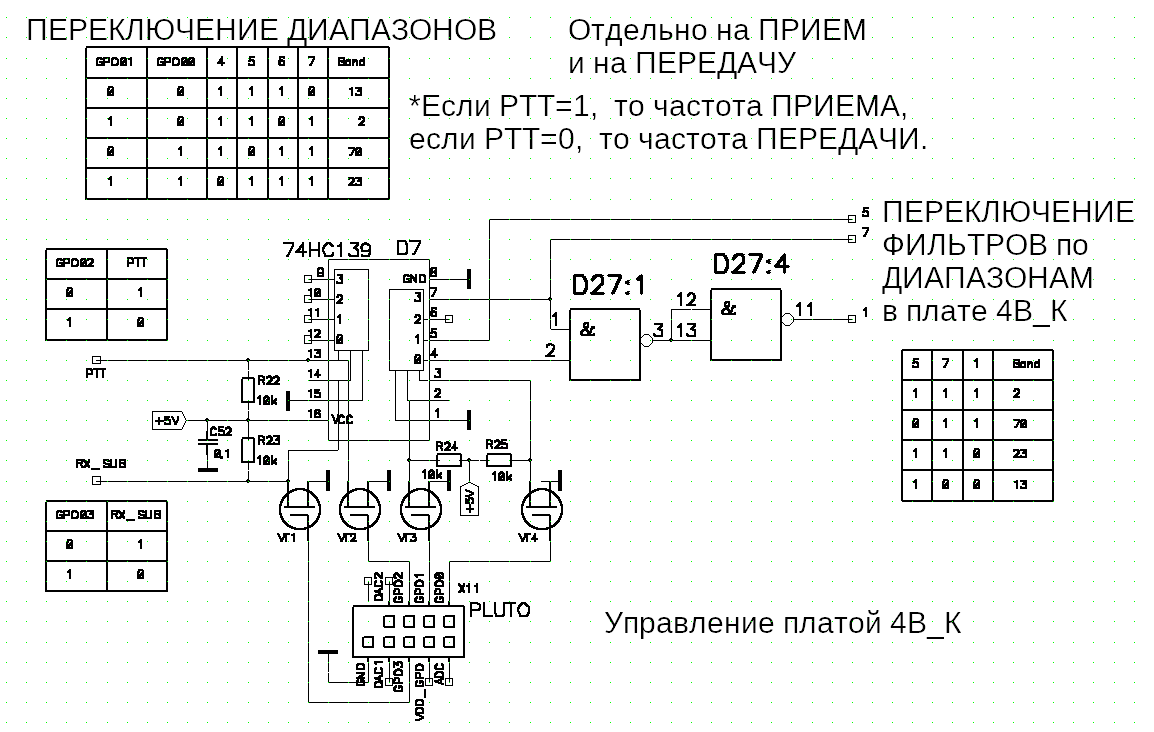 ПЕРЕКЛЮЧЕНИЕ ДИАПАЗОНОВ
Отдельно на ПРИЕМ
и на ПЕРЕДАЧУ
GPD01 GPD00 4 5 6 7 Band
0 0 1 1 1 0 13
1 0 1 1 0 1 2
0 1 1 0 1 1 70
1 1 0 1 1 1 23
*Если PTT=1, то частота ПРИЕМА,
если PTT=0, то частота ПЕРЕДАЧИ.
5
7
1
ПЕРЕКЛЮЧЕНИЕ
ФИЛЬТРОВ по
ДИАПАЗОНАМ
в плате 4В_К
GPD02 PTT
0 1
1 0
74HC139 D7
9 3 GND 8
10 2 3 7
11 1 2 6
12 0 1 5
13 0 4
14 3
15 2
16 VCC 1
D27:1
1 & 3
2
D27:4
12 & 11
13
5 7 1 Band
1 1 1 2
0 1 1 70
1 1 0 23
1 0 0 13
PTT
R22
10k
+5V
C52
0,1
R23
10k
RX_SUB
R24
10k
R25
10k
+5V
GPD03 RX_SUB
0 1
1 0
VT1 VT2 VT3 VT4
DAC2 GPD2 GPD1 GPD0 X11
PLUTO
GND DAC1 GPD3 VDD_GPD ADC
Управление платой 4В_К